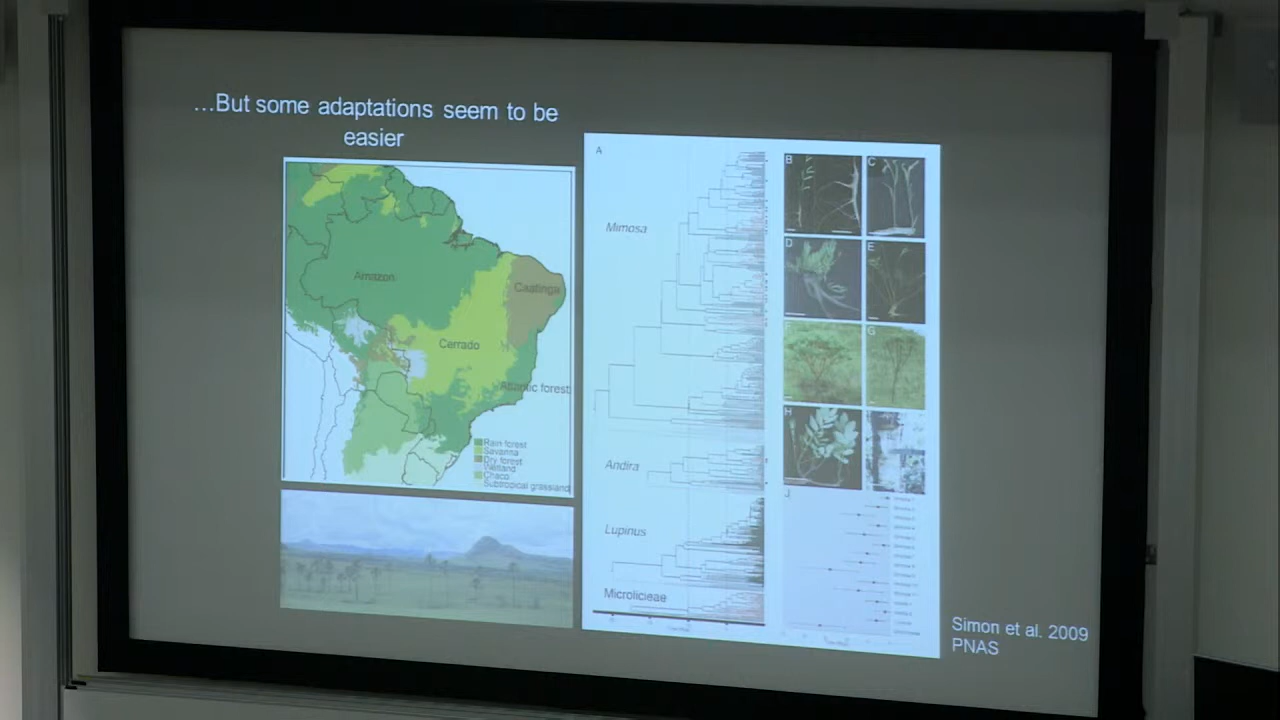 …But some adaptations seem to be
easier
Amazon
Caatinga
Cerrado
Atlantic forest
Rain forest
Savanna
Dry forest
Wetland
Chaco
Subtropical grassland
A
Mimosa
Andira
Lupinus
Microlicieae
B
C
D
E
G
H
J
Simon et al. 2009
PNAS